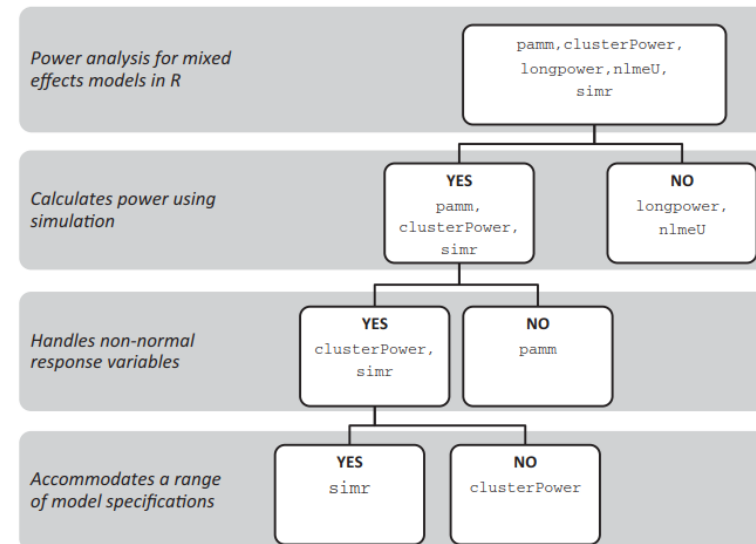 Power analysis for mixed
effects models in R
pamm,clusterPower,
longpower,nlmeU,
simr
Calculates power using
simulation
YES
pamm,
clusterPower,
simr
NO
longpower,
nlmeU
Handles non-normal
response variables
YES
clusterPower,
simr
NO
pamm
Accommodates a range
of model specifications
YES
simr
NO
clusterPower